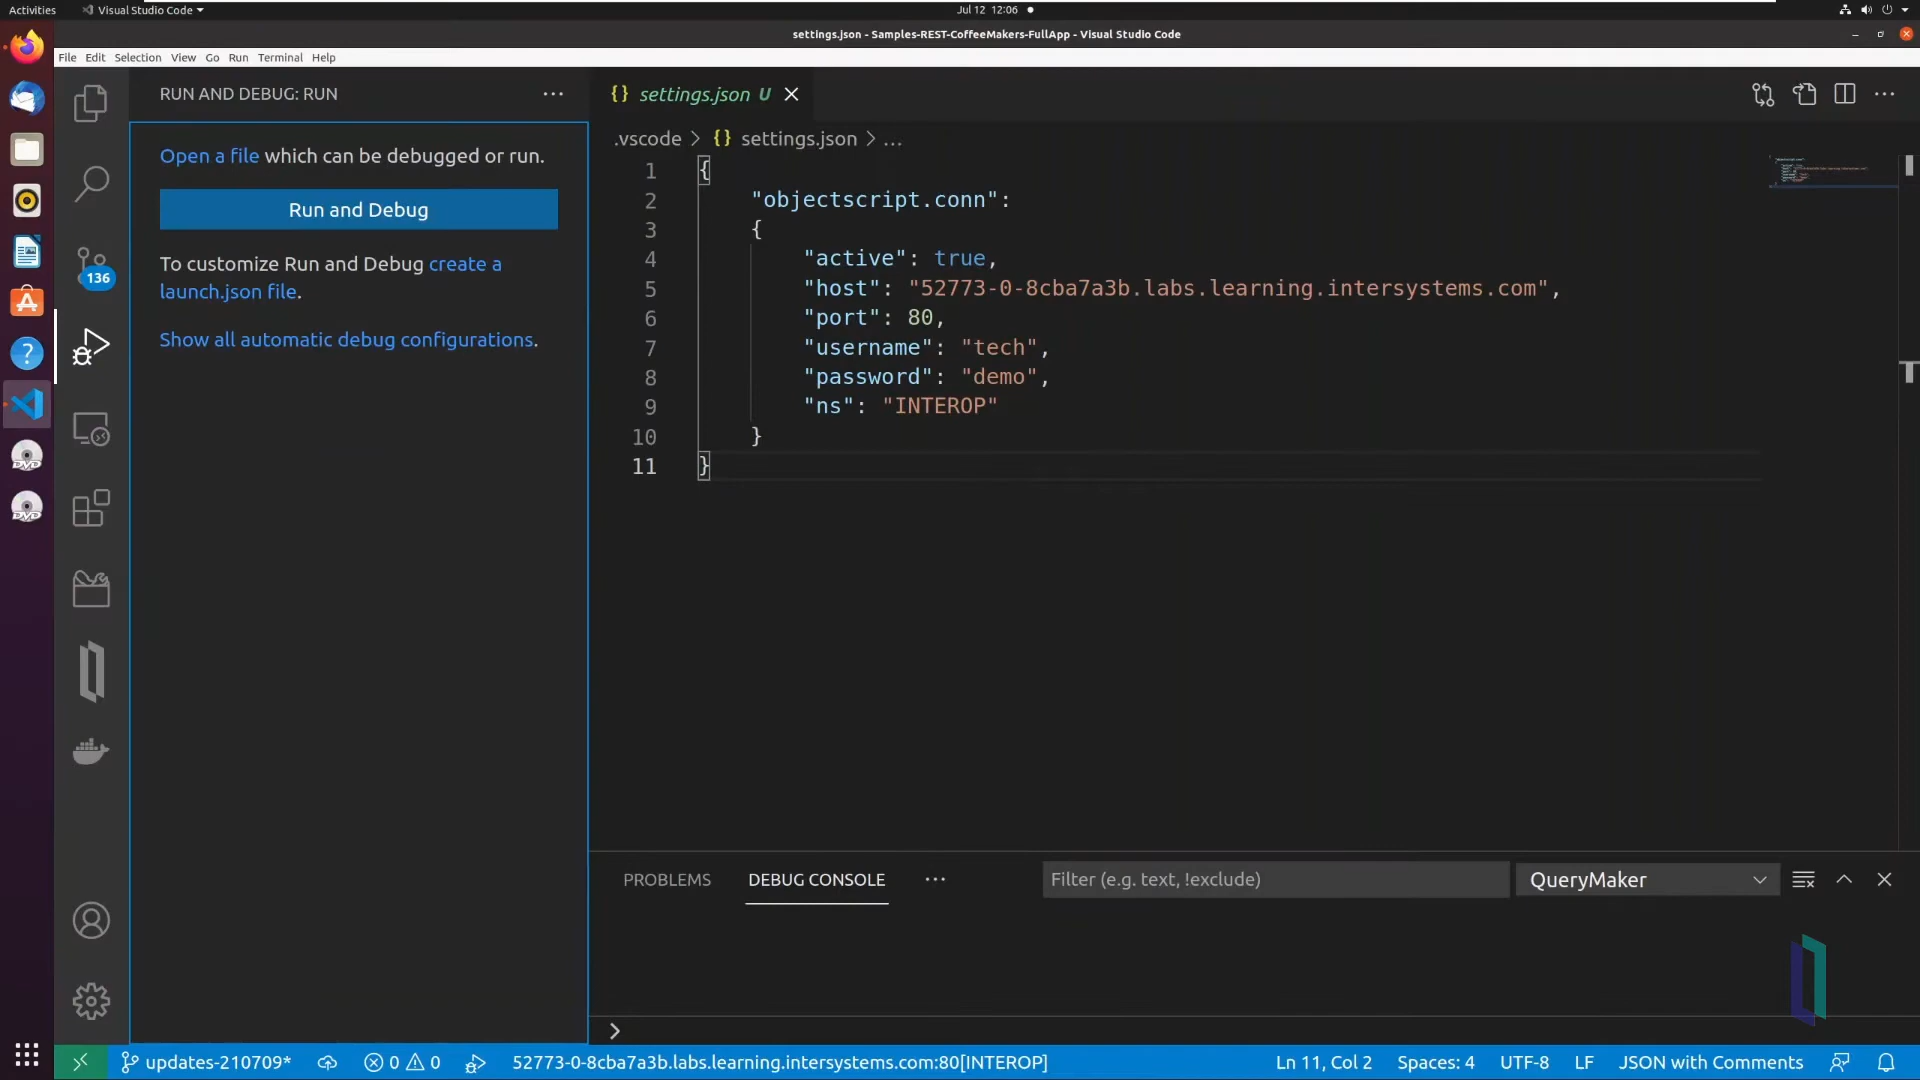 Activities
Visual Studio Code
Jul 12 12:06
settings.json - Samples-REST-CoffeeMakers-FullApp - Visual Studio Code
File Edit Selection View Go Run Terminal Help
RUN AND DEBUG: RUN
Open a file which can be debugged or run.
Run and Debug
To customize Run and Debug create a
launch.json file.
Show all automatic debug configurations.
136
DVD
DVD
{} settings.json U
.vscode > {} settings.json > ...
1 {
2 "objectscript.conn":
3 {
4 "active": true,
5 "host": "52773-0-8cba7a3b.labs.learning.intersystems.com",
6 "port": 80,
7 "username": "tech",
8 "password": "demo",
9 "ns": "INTEROP"
10 }
11 }
PROBLEMS DEBUG CONSOLE ...
Filter (e.g. text, !exclude)
QueryMaker
>
updates-210709* 0 0 52773-0-8cba7a3b.labs.learning.intersystems.com:80[INTEROP]
Ln 11, Col 2 Spaces: 4 UTF-8 LF JSON with Comments